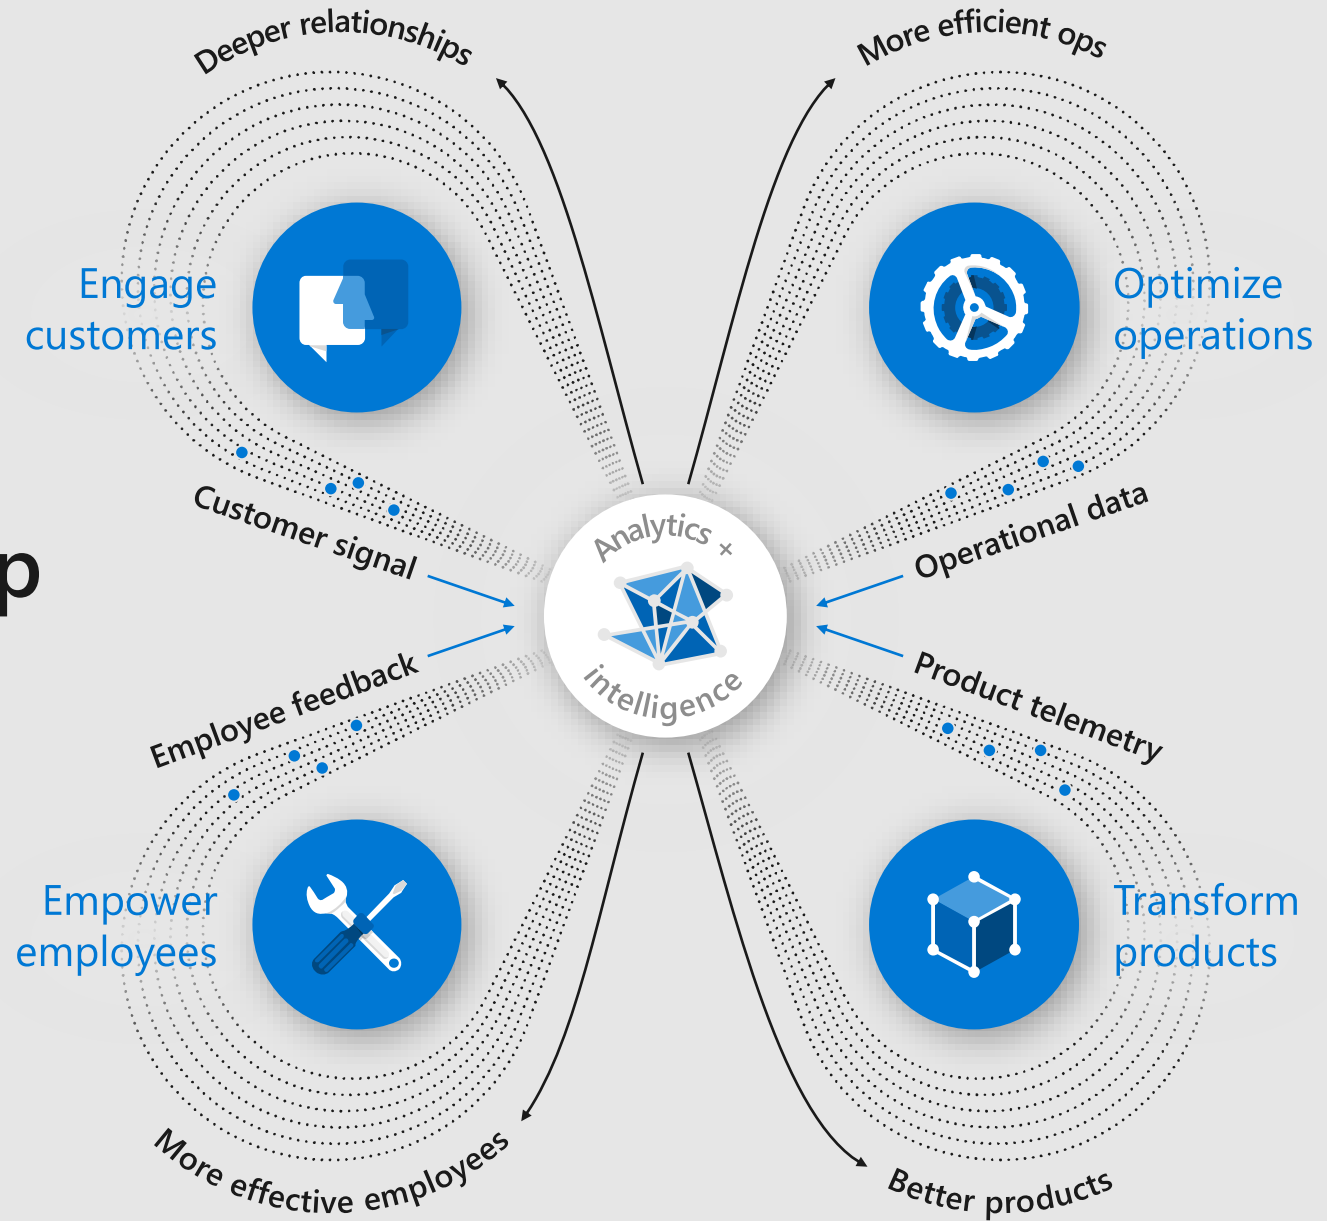 Deeper relationships
More efficient ops
Engage
customers
Optimize
operations
Customer signal
Operational data
Analytics +
intelligence
p
Employee feedback
Product telemetry
Empower
employees
Transform
products
More effective employees
Better products